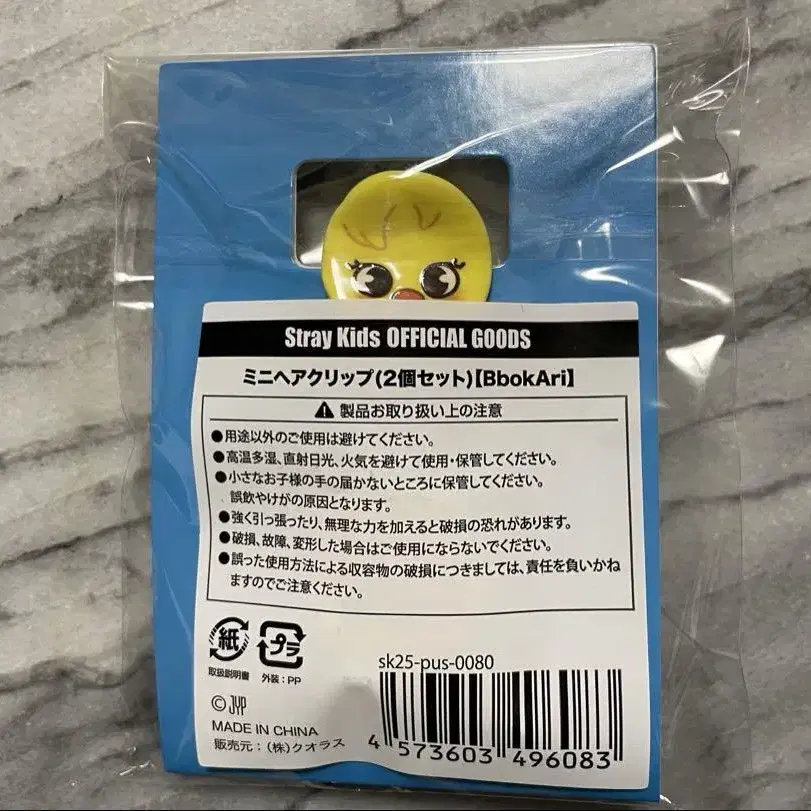 Stray Kids OFFICIAL GOODS
ミニヘアクリップ(2個セット)【BbokAri】
⚠ 製品お取り扱い上の注意
●用途以外のご使用は避けてください。
●高温多湿、直射日光、火気を避けて使用・保管してください。
●小さなお子様の手の届かないところに保管してください。
誤飲やけがの原因となります。
●強く引っ張ったり、無理な力を加えると破損の恐れがあります。
●破損、故障、変形した場合はご使用にならないでください。
●誤った使用方法による収容物の破損につきましては、責任を負いかね
ますのでご注意ください。
紙
プラ
取扱説明書
外装：PP
sk25-pus-0080
© JYP
MADE IN CHINA
販売元：(株)クオラス
4 573603 496083